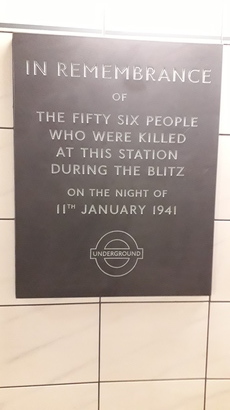 IN REMEMBRANCE
OF
THE FIFTY SIX PEOPLE
WHO WERE KILLED
AT THIS STATION
DURING THE BLITZ
ON THE NIGHT OF
11TH JANUARY 1941
UNDERGROUND